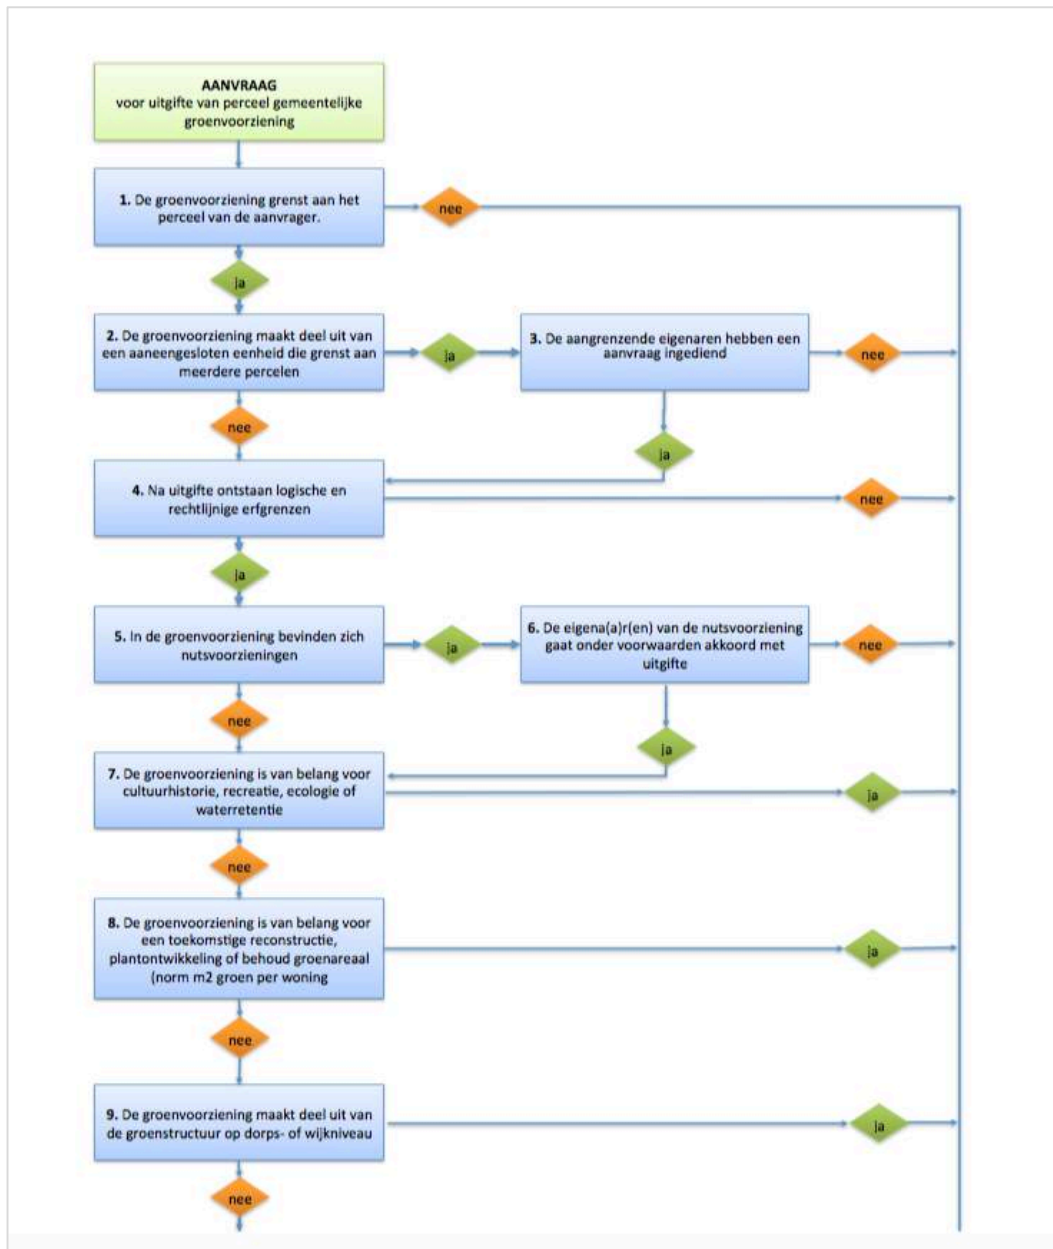 AANVRAAG
voor uitgifte van perceel gemeentelijke
groenvoorziening
1. De groenvoorziening grenst aan het
perceel van de aanvrager.
nee
ja
2. De groenvoorziening maakt deel uit van
een aaneengesloten eenheid die grenst aan
meerdere percelen
ja
3. De aangrenzende eigenaren hebben een
aanvraag ingediend
nee
nee
ja
4. Na uitgifte ontstaan logische en
rechtlijnige erfgrenzen
nee
ja
5. In de groenvoorziening bevinden zich
nutsvoorzieningen
ja
6. De eigena(a)r(en) van de nutsvoorziening
gaat onder voorwaarden akkoord met
uitgifte
nee
nee
ja
7. De groenvoorziening is van belang voor
cultuurhistorie, recreatie, ecologie of
waterretentie
ja
nee
8. De groenvoorziening is van belang voor
een toekomstige reconstructie,
plantontwikkeling of behoud groenareaal
(norm m2 groen per woning
ja
nee
9. De groenvoorziening maakt deel uit van
de groenstructuur op dorps- of wijkniveau
ja
nee